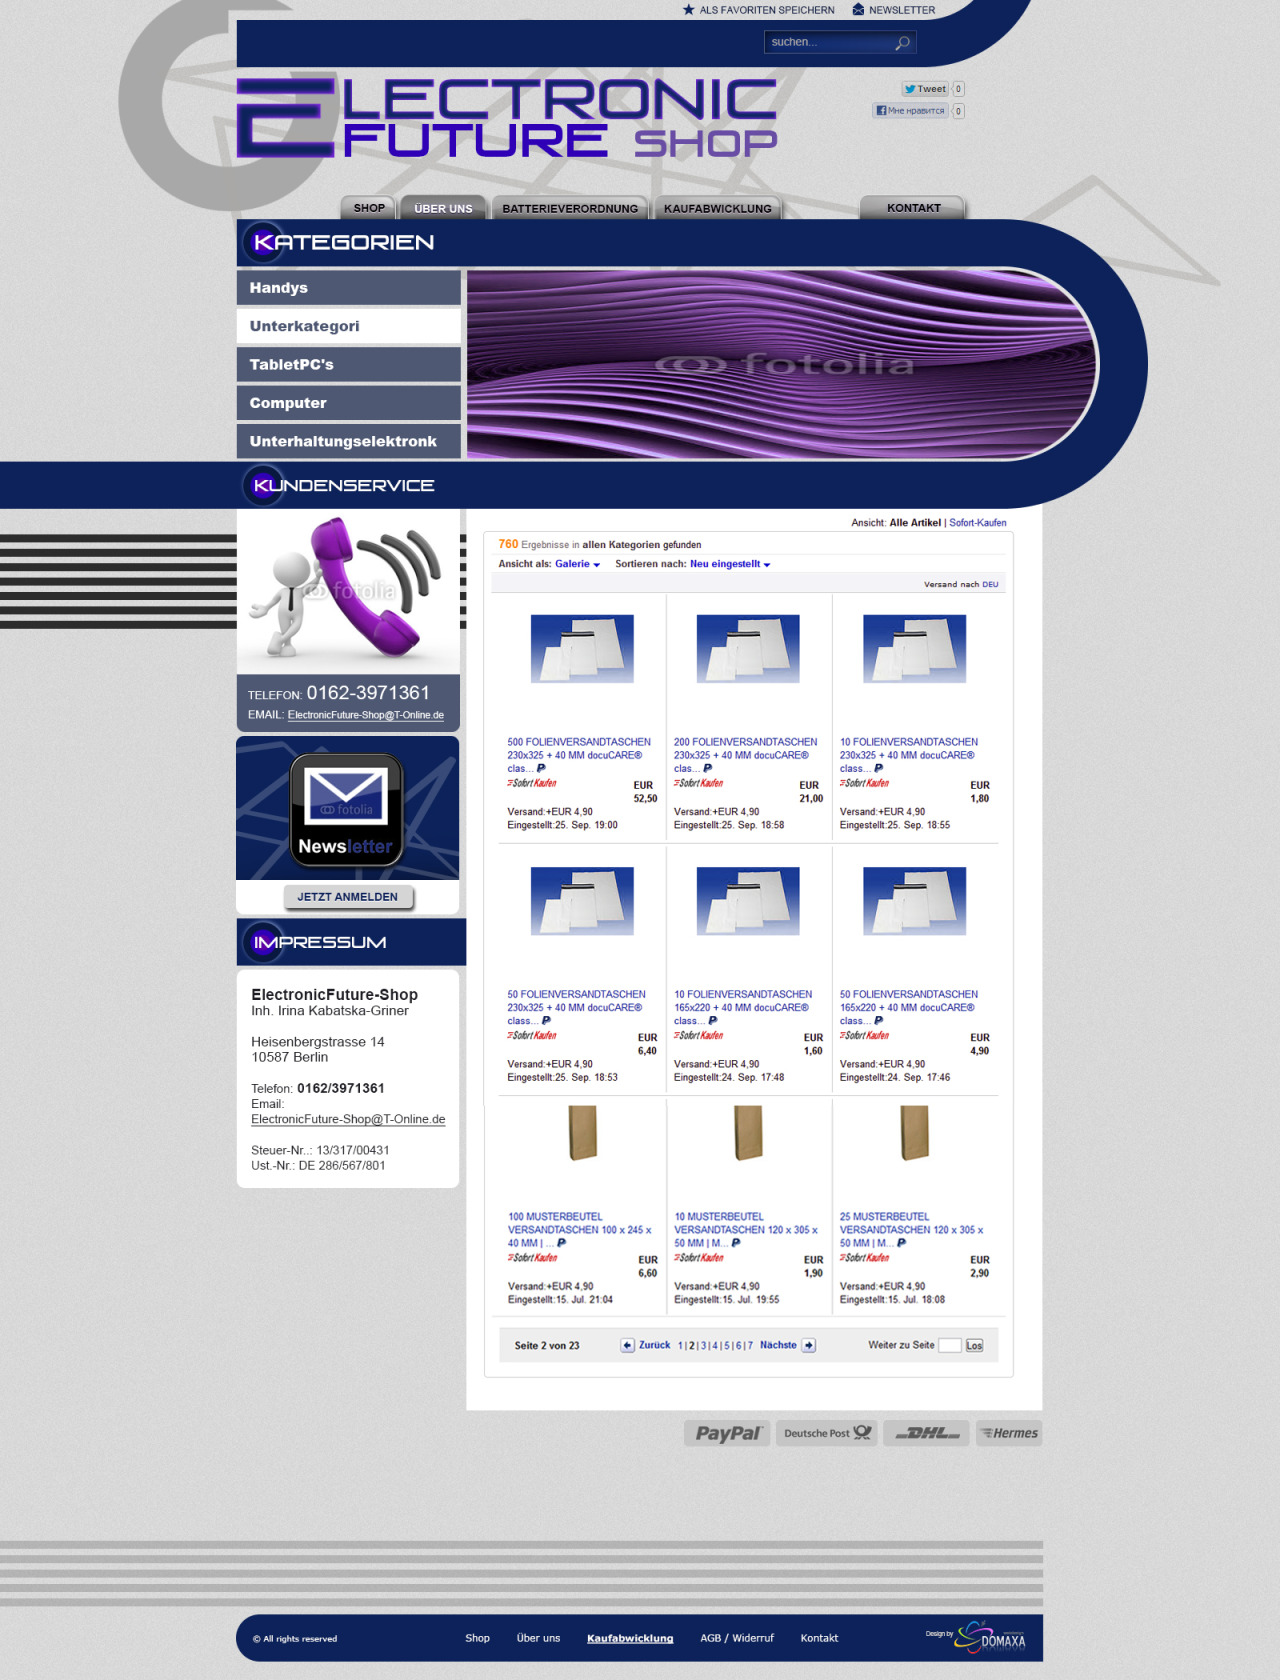 ALS FAVORITEN SPEICHERN NEWSLETTER
suchen...
ELECTRONIC
FUTURE SHOP
Tweet 0
Мне нравится 0
SHOP ÜBER UNS BATTERIEVERORDNUNG KAUFABWICKLUNG KONTAKT
KATEGORIEN
Handys
Unterkategori
TabletPC's
Computer
Unterhaltungselektronk
fotolia
KUNDENSERVICE
fotolia
TELEFON: 0162-3971361
EMAIL: ElectronicFuture-Shop@T-Online.de
fotolia
Newsletter
JETZT ANMELDEN
IMPRESSUM
ElectronicFuture-Shop
Inh. Irina Kabatska-Griner
Heisenbergstrasse 14
10587 Berlin
Telefon: 0162/3971361
Email:
ElectronicFuture-Shop@T-Online.de
Steuer-Nr..: 13/317/00431
Ust.-Nr.: DE 286/567/801
Ansicht: Alle Artikel | Sofort-Kaufen
760 Ergebnisse in allen Kategorien gefunden
Ansicht als: Galerie Sortieren nach: Neu eingestellt
Versand nach DEU
500 FOLIENVERSANDTASCHEN
230x325 + 40 MM docuCARE®
clas...
Sofort Kaufen EUR
52,50
Versand:+EUR 4,90
Eingestellt:25. Sep. 19:00
200 FOLIENVERSANDTASCHEN
230x325 + 40 MM docuCARE®
clas...
Sofort Kaufen EUR
21,00
Versand:+EUR 4,90
Eingestellt:25. Sep. 18:58
10 FOLIENVERSANDTASCHEN
230x325 + 40 MM docuCARE®
class...
Sofort Kaufen EUR
1,80
Versand:+EUR 4,90
Eingestellt:25. Sep. 18:55
50 FOLIENVERSANDTASCHEN
230x325 + 40 MM docuCARE®
class...
Sofort Kaufen EUR
6,40
Versand:+EUR 4,90
Eingestellt:25. Sep. 18:53
10 FOLIENVERSANDTASCHEN
165x220 + 40 MM docuCARE®
class...
Sofort Kaufen EUR
1,60
Versand:+EUR 4,90
Eingestellt:24. Sep. 17:48
50 FOLIENVERSANDTASCHEN
165x220 + 40 MM docuCARE®
class...
Sofort Kaufen EUR
4,90
Versand:+EUR 4,90
Eingestellt:24. Sep. 17:46
100 MUSTERBEUTEL
VERSANDTASCHEN 100 x 245 x
40 MM | ...
Sofort Kaufen EUR
6,60
Versand:+EUR 4,90
Eingestellt:15. Jul. 21:04
10 MUSTERBEUTEL
VERSANDTASCHEN 120 x 305 x
50 MM | M...
Sofort Kaufen EUR
1,90
Versand:+EUR 4,90
Eingestellt:15. Jul. 19:55
25 MUSTERBEUTEL
VERSANDTASCHEN 120 x 305 x
50 MM | M...
Sofort Kaufen EUR
2,90
Versand:+EUR 4,90
Eingestellt:15. Jul. 18:08
Seite 2 von 23 Zurück 1 | 2 | 3 | 4 | 5 | 6 | 7 Nächste Weiter zu Seite Los
PayPal Deutsche Post DHL Hermes
© All rights reserved Shop Über uns Kaufabwicklung AGB / Widerruf Kontakt Design by DOMAXA